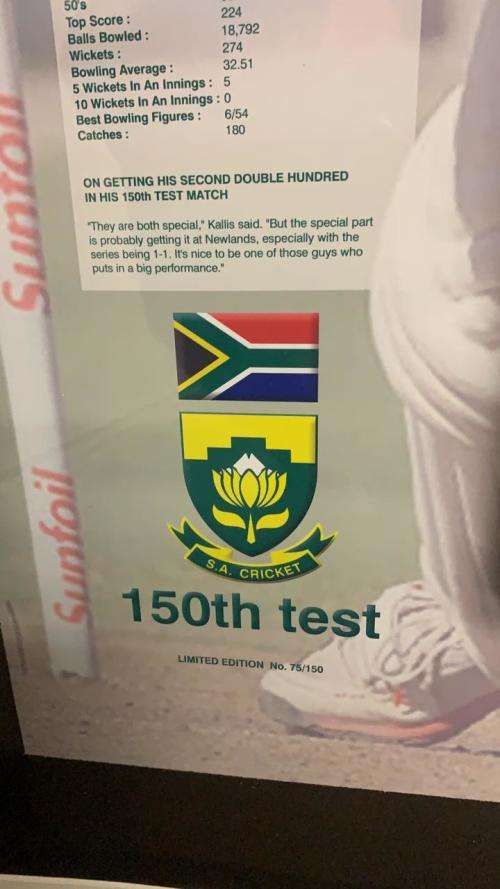 50's
Top Score : 224
Balls Bowled : 18,792
Wickets : 274
Bowling Average : 32.51
5 Wickets In An Innings : 5
10 Wickets In An Innings : 0
Best Bowling Figures : 6/54
Catches : 180
ON GETTING HIS SECOND DOUBLE HUNDRED
IN HIS 150th TEST MATCH
"They are both special," Kallis said. "But the special part
is probably getting it at Newlands, especially with the
series being 1-1. It's nice to be one of those guys who
puts in a big performance."
Sunfoil
Sunfoil
S.A. CRICKET
150th test
LIMITED EDITION No. 75/150